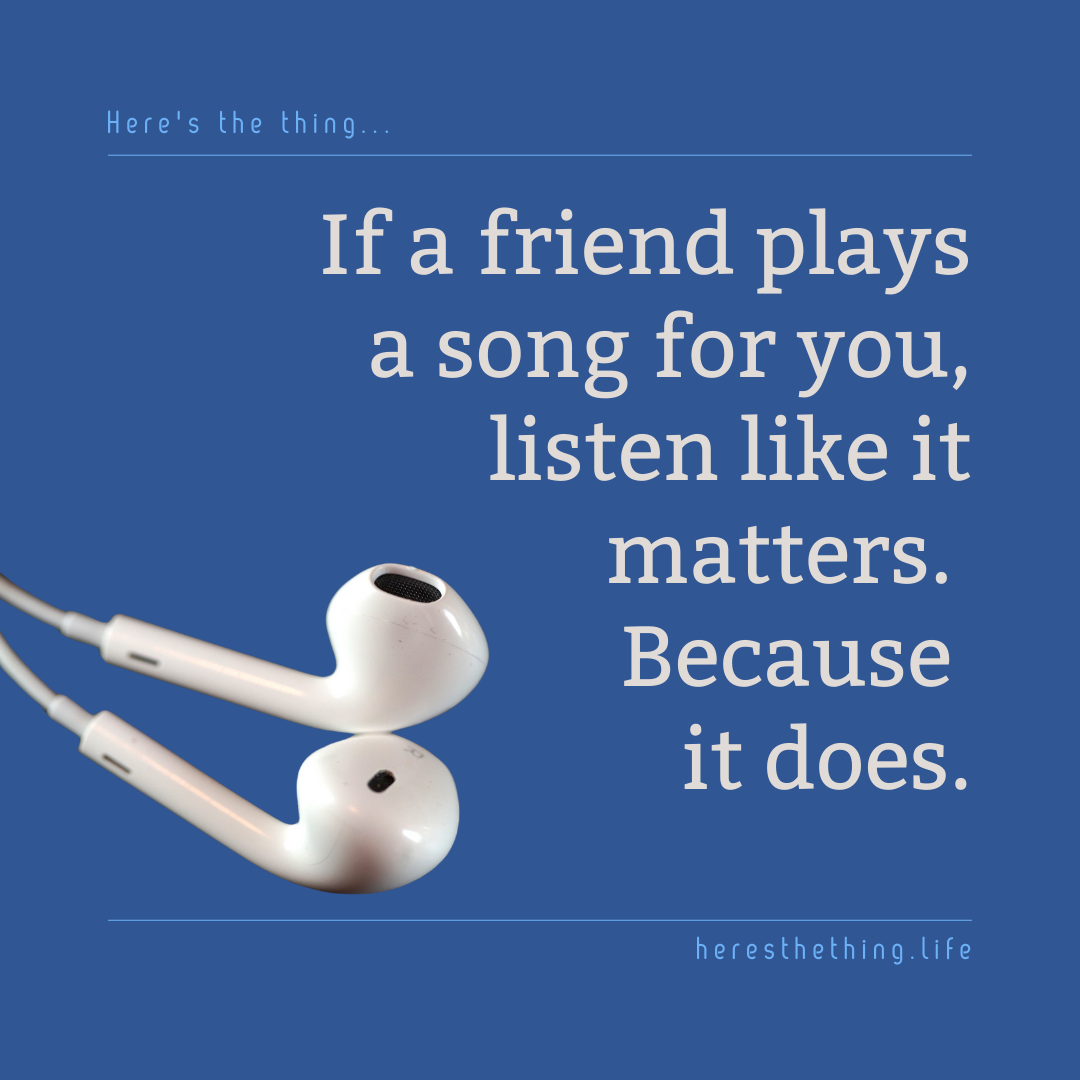 Here's the thing...
If a friend plays
a song for you,
listen like it
matters.
Because
it does.
heresthething.life